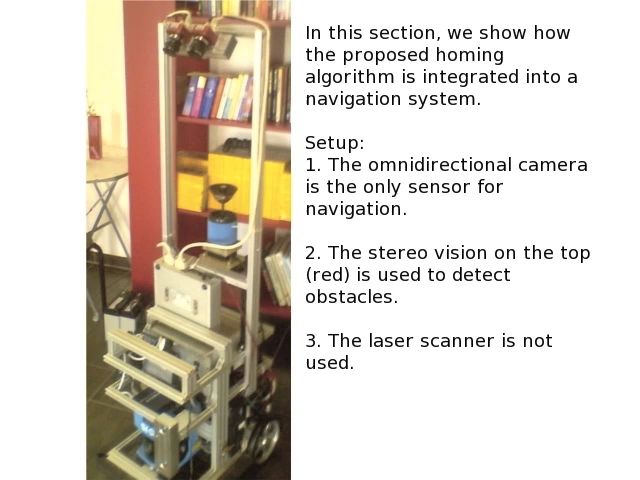 In this section, we show how
the proposed homing
algorithm is integrated into a
navigation system.
Setup:
1. The omnidirectional camera
is the only sensor for
navigation.
2. The stereo vision on the top
(red) is used to detect
obstacles.
3. The laser scanner is not
used.